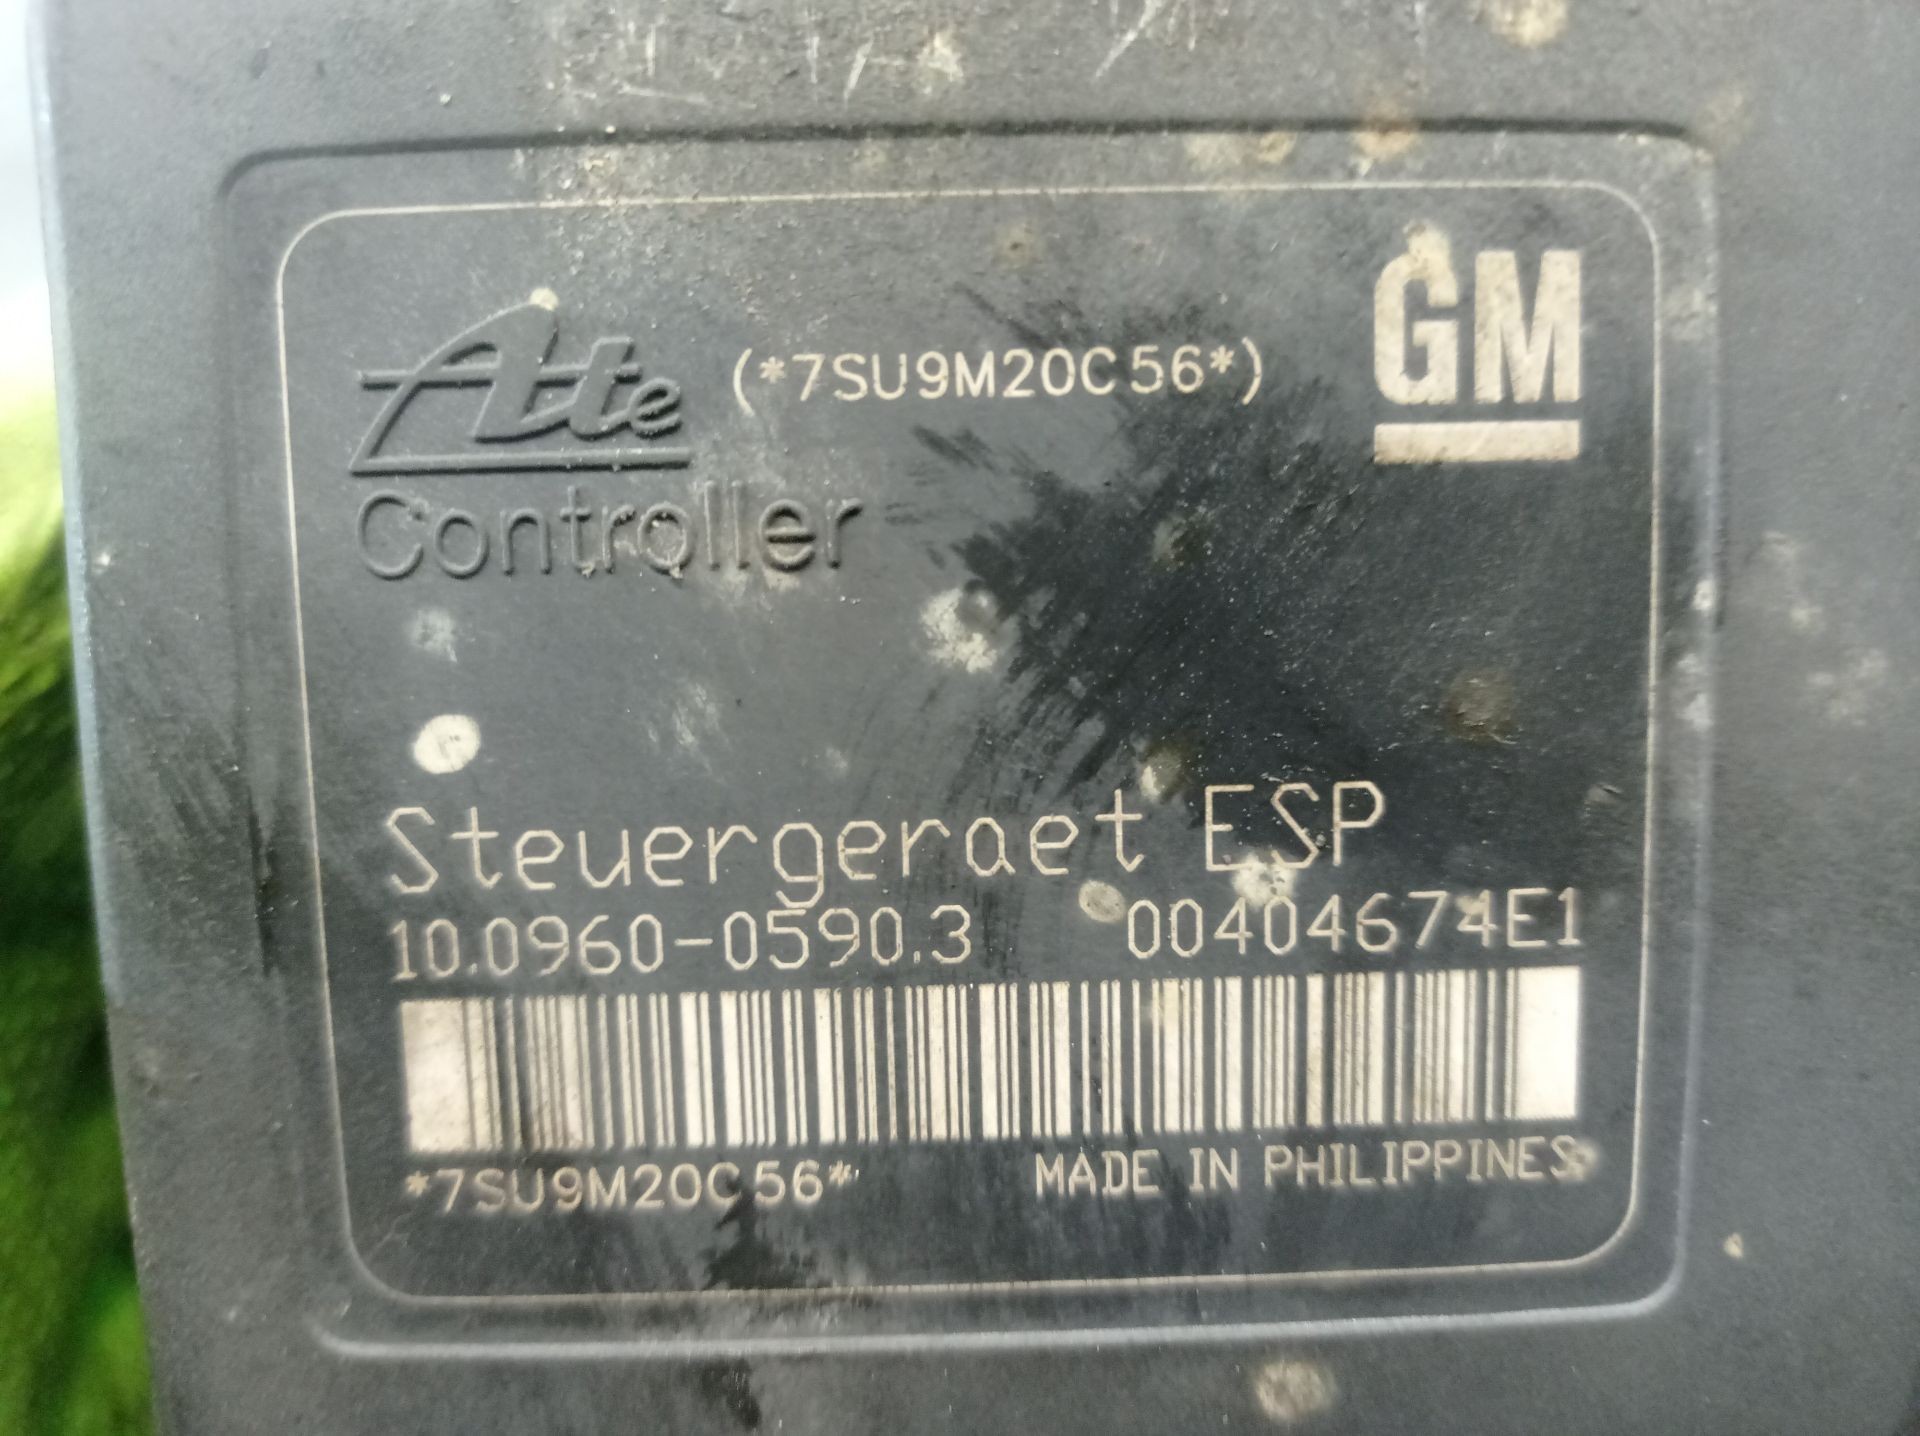 Ate (*7SU9M20C56*) GM
Controller
Steuergeraet ESP
10.0960-0590.3 00404674E1
*7SU9M20C56* MADE IN PHILIPPINES